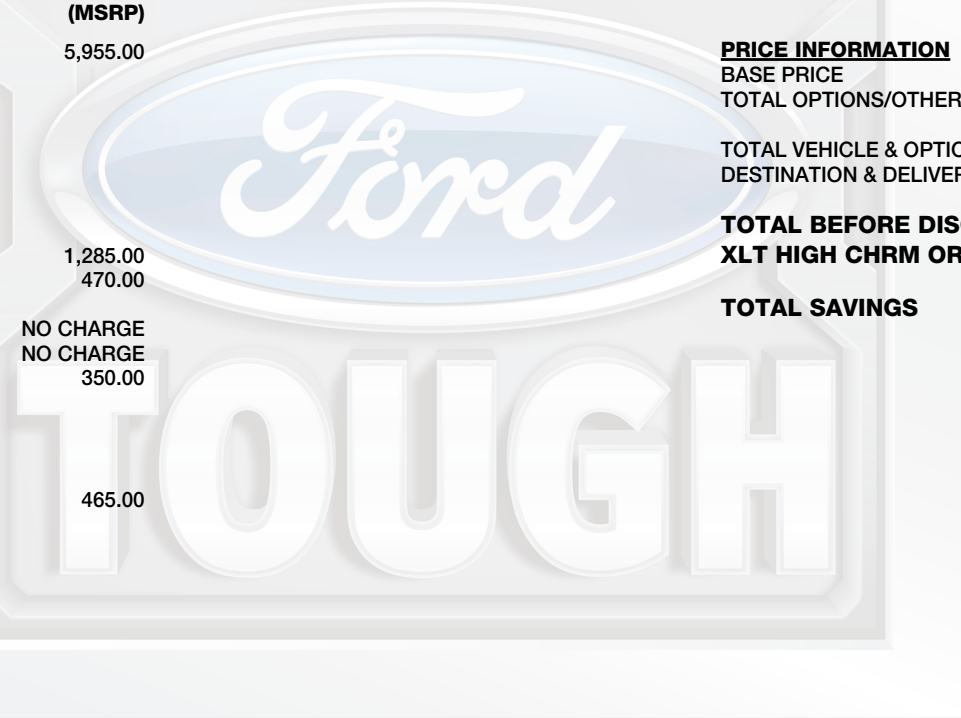 (MSRP)
5,955.00
1,285.00
470.00
NO CHARGE
NO CHARGE
350.00
465.00
PRICE INFORMATION
BASE PRICE
TOTAL OPTIONS/OTHER
TOTAL VEHICLE & OPTIO
DESTINATION & DELIVER
TOTAL BEFORE DIS
XLT HIGH CHRM OR
TOTAL SAVINGS
Ford
TOUGH